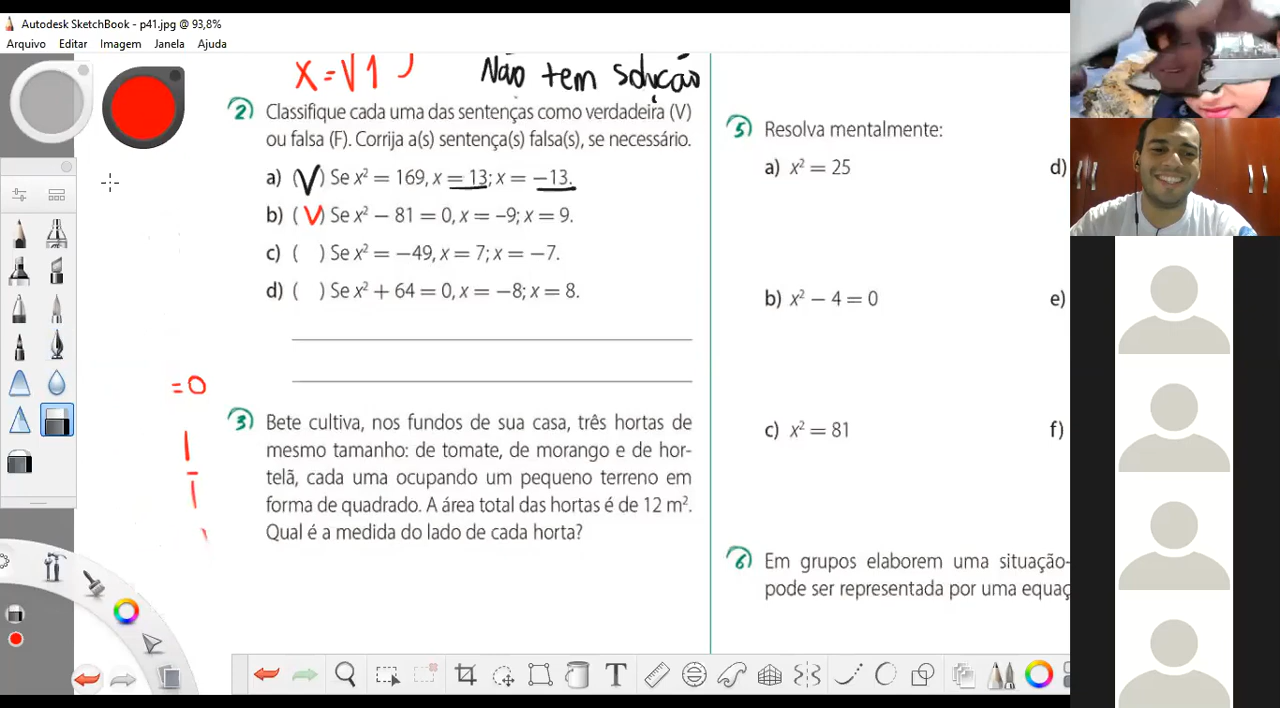 Autodesk SketchBook - p41.jpg @ 93,8%
Arquivo Editar Imagem Janela Ajuda
X = √1
Não tem solução
2 Classifique cada uma das sentenças como verdadeira (V)
ou falsa (F). Corrija a(s) sentença(s) falsa(s), se necessário.
a) (V) Se x² = 169, x = 13; x = −13.
b) (V) Se x² − 81 = 0, x = −9; x = 9.
c) ( ) Se x² = −49, x = 7; x = −7.
d) ( ) Se x² + 64 = 0, x = −8; x = 8.
= 0
1
1
3 Bete cultiva, nos fundos de sua casa, três hortas de
mesmo tamanho: de tomate, de morango e de hor-
telã, cada uma ocupando um pequeno terreno em
forma de quadrado. A área total das hortas é de 12 m².
Qual é a medida do lado de cada horta?
5 Resolva mentalmente:
a) x² = 25
d)
b) x² − 4 = 0
e)
c) x² = 81
f)
6 Em grupos elaborem uma situação-
pode ser representada por uma equaç
T